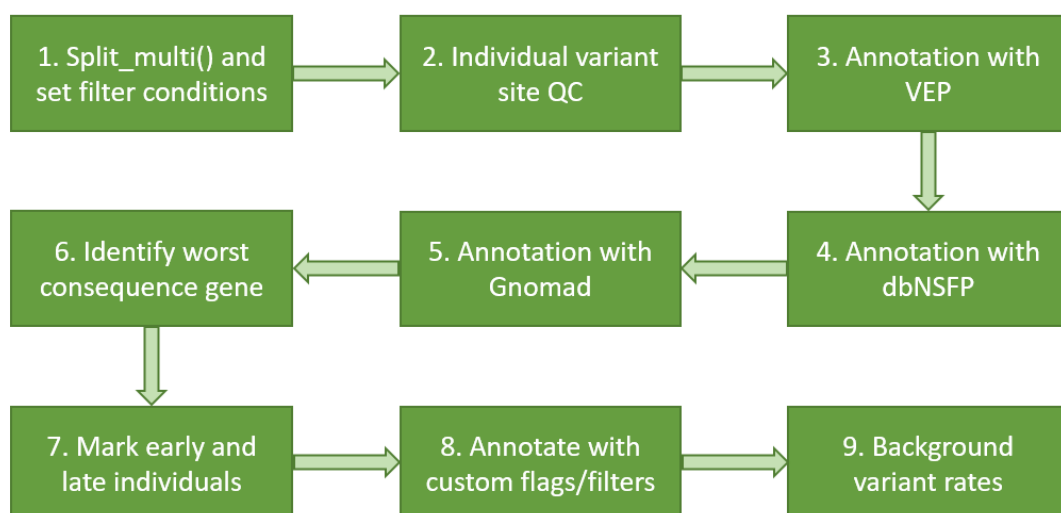 1. Split_multi() and
set filter conditions
2. Individual variant
site QC
3. Annotation with
VEP
4. Annotation with
dbNSFP
5. Annotation with
Gnomad
6. Identify worst
consequence gene
7. Mark early and
late individuals
8. Annotate with
custom flags/filters
9. Background
variant rates